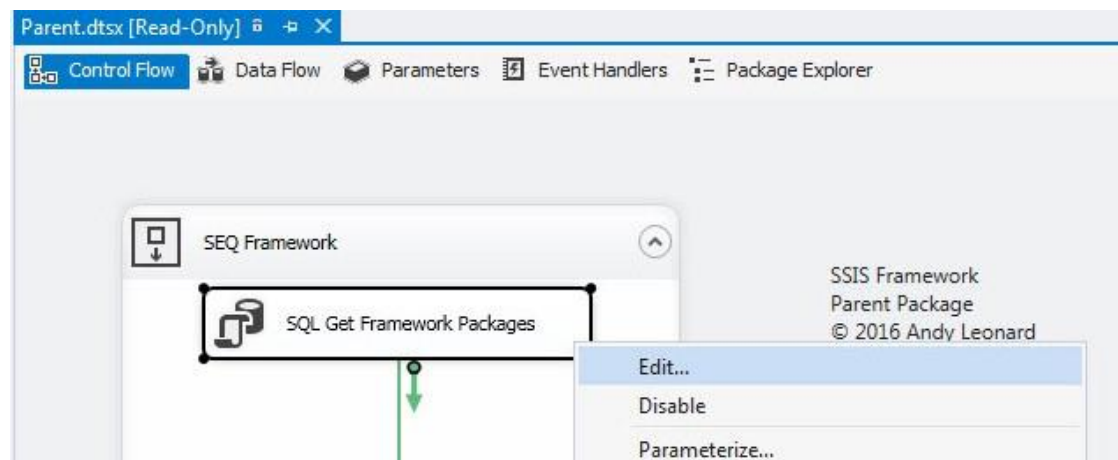 Parent.dtsx [Read-Only]
Control Flow Data Flow Parameters Event Handlers Package Explorer
SEQ Framework
SQL Get Framework Packages
SSIS Framework
Parent Package
© 2016 Andy Leonard
Edit...
Disable
Parameterize...